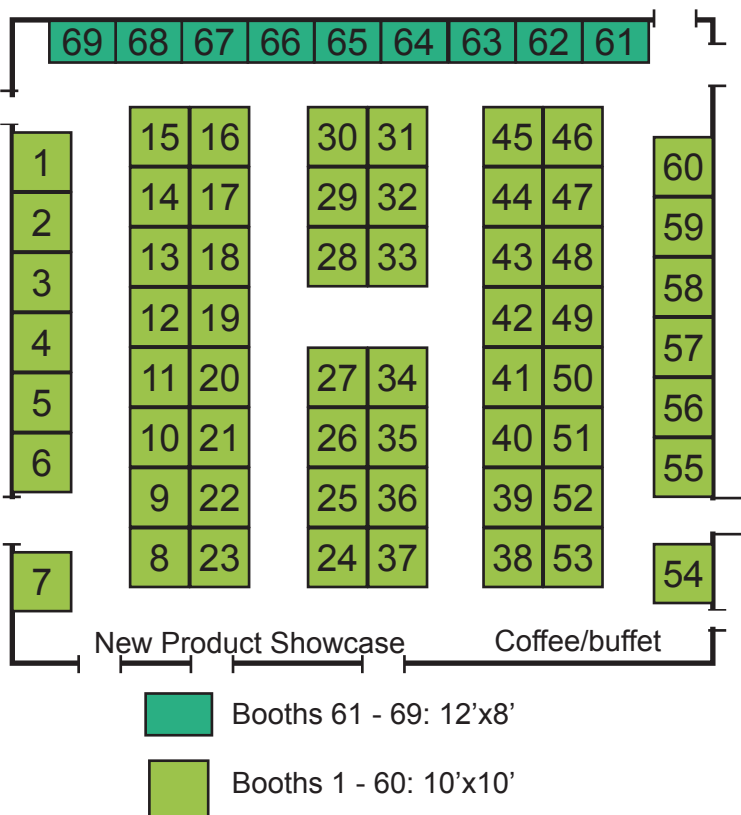 69 68 67 66 65 64 63 62 61
15 16 30 31 45 46
1 60
14 17 29 32 44 47
2 59
13 18 28 33 43 48
3 58
12 19 42 49
4 57
11 20 27 34 41 50
5 56
10 21 26 35 40 51
6 55
9 22 25 36 39 52
8 23 24 37 38 53
7 54
New Product Showcase Coffee/buffet
Booths 61 - 69: 12'x8'
Booths 1 - 60: 10'x10'